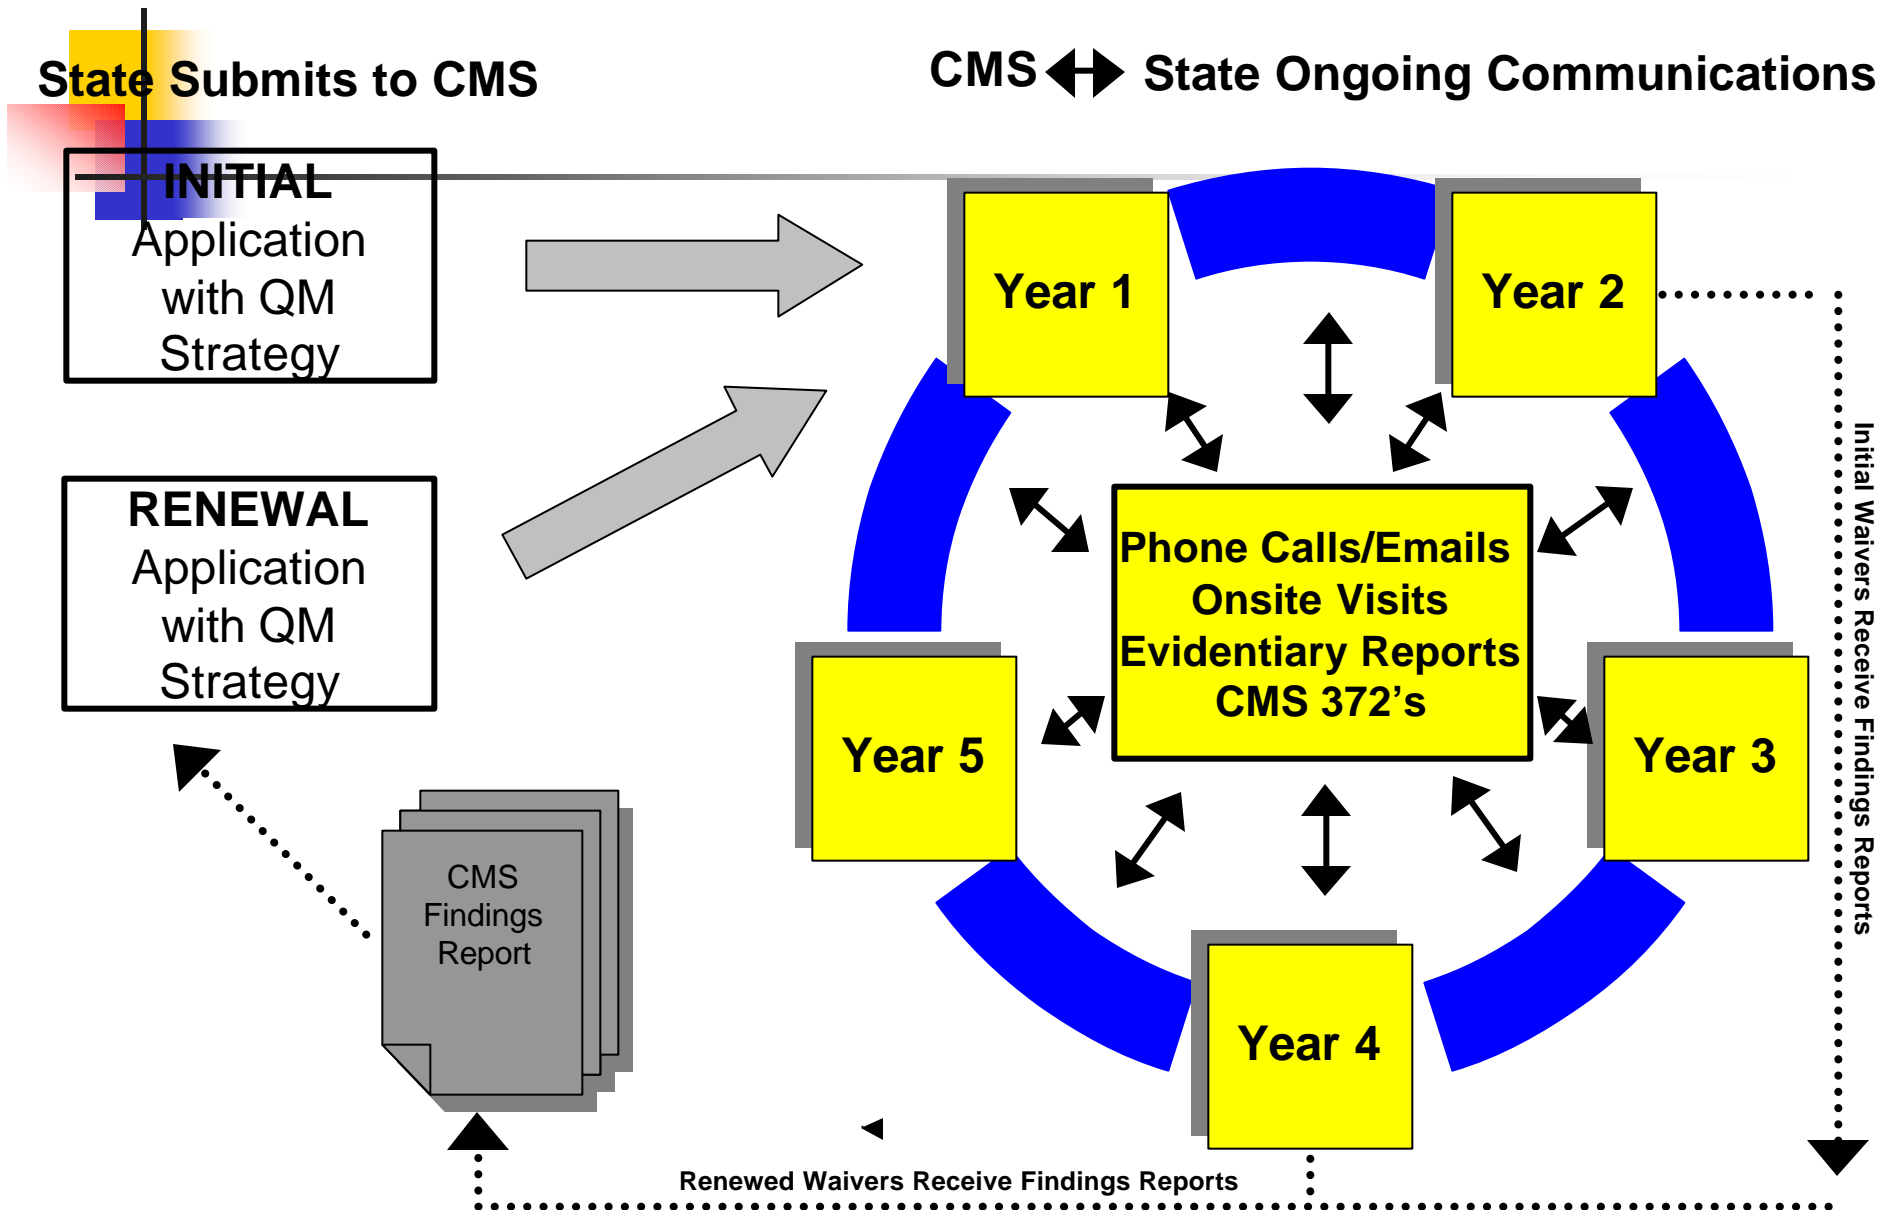 State Submits to CMS
CMS State Ongoing Communications
INITIAL
Application
with QM
Strategy
RENEWAL
Application
with QM
Strategy
CMS
Findings
Report
Year 1
Year 2
Phone Calls/Emails
Onsite Visits
Evidentiary Reports
CMS 372’s
Year 5
Year 3
Year 4
Initial Waivers Receive Findings Reports
Renewed Waivers Receive Findings Reports